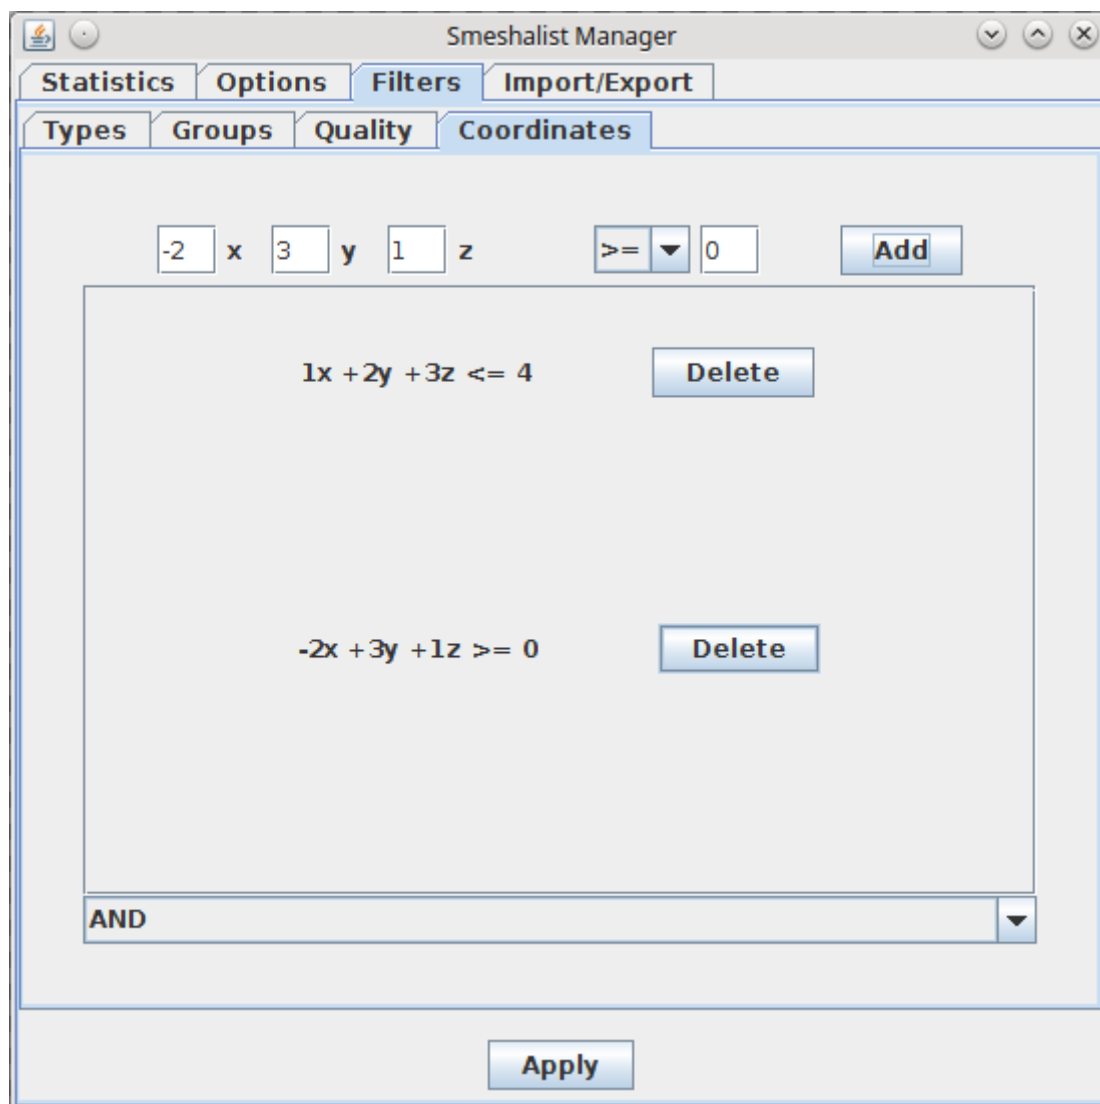 Smeshalist Manager
Statistics Options Filters Import/Export
Types Groups Quality Coordinates
-2 x 3 y 1 z >= 0 Add
1x +2y +3z <= 4 Delete
-2x +3y +1z >= 0 Delete
AND
Apply